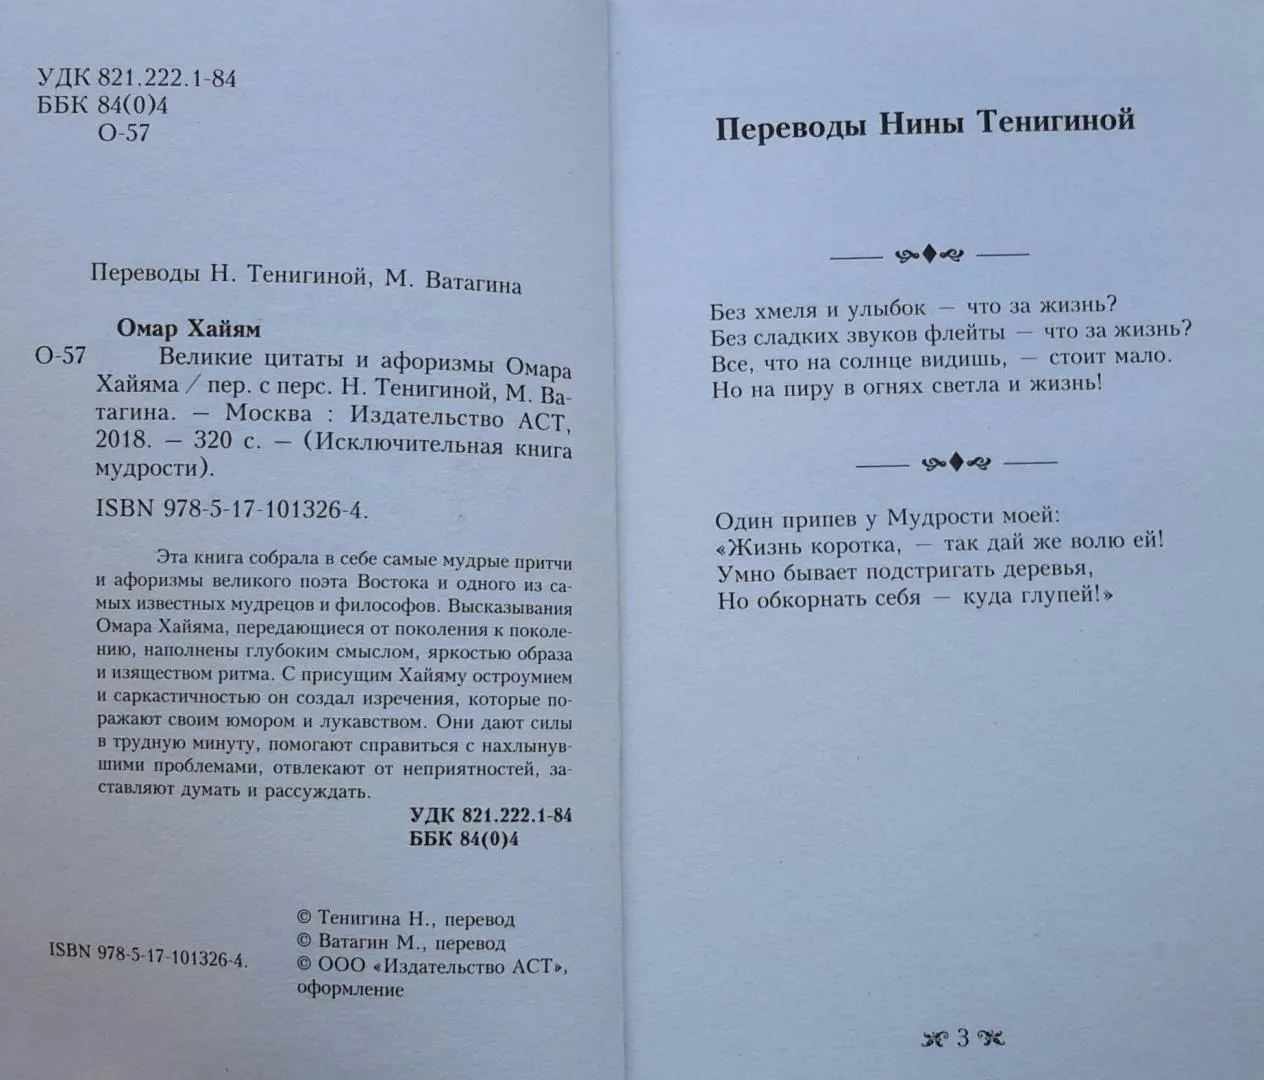 УДК 821.222.1-84
ББК 84(0)4
О-57
Переводы Н. Тенигиной, М. Ватагина
Омар Хайям
О-57 Великие цитаты и афоризмы Омара
Хайяма / пер. с перс. Н. Тенигиной, М. Ва-
тагина. — Москва : Издательство АСТ,
2018. — 320 с. — (Исключительная книга
мудрости).
ISBN 978-5-17-101326-4.
Эта книга собрала в себе самые мудрые притчи
и афоризмы великого поэта Востока и одного из са-
мых известных мудрецов и философов. Высказывания
Омара Хайяма, передающиеся от поколения к поколе-
нию, наполнены глубоким смыслом, яркостью образа
и изяществом ритма. С присущим Хайяму остроумием
и саркастичностью он создал изречения, которые по-
ражают своим юмором и лукавством. Они дают силы
в трудную минуту, помогают справиться с нахлынув-
шими проблемами, отвлекают от неприятностей, за-
ставляют думать и рассуждать.
УДК 821.222.1-84
ББК 84(0)4
© Тенигина Н., перевод
© Ватагин М., перевод
© ООО «Издательство АСТ»,
оформление
ISBN 978-5-17-101326-4.
Переводы Нины Тенигиной
Без хмеля и улыбок — что за жизнь?
Без сладких звуков флейты — что за жизнь?
Все, что на солнце видишь, — стоит мало.
Но на пиру в огнях светла и жизнь!
Один припев у Мудрости моей:
«Жизнь коротка, — так дай же волю ей!
Умно бывает подстригать деревья,
Но обкорнать себя — куда глупей!»
3